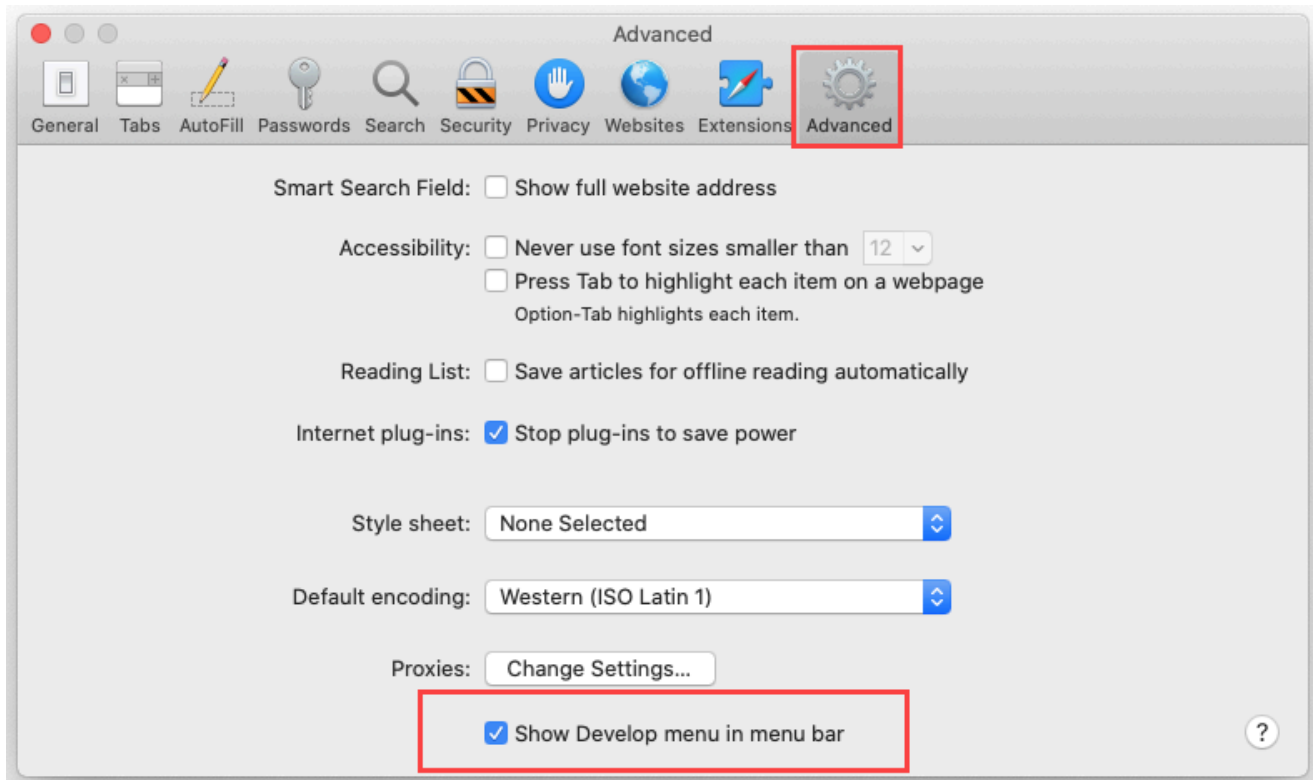 Advanced
General Tabs AutoFill Passwords Search Security Privacy Websites Extensions Advanced
Smart Search Field: Show full website address
Accessibility: Never use font sizes smaller than 12
Press Tab to highlight each item on a webpage
Option-Tab highlights each item.
Reading List: Save articles for offline reading automatically
Internet plug-ins: Stop plug-ins to save power
Style sheet: None Selected
Default encoding: Western (ISO Latin 1)
Proxies: Change Settings...
Show Develop menu in menu bar ?